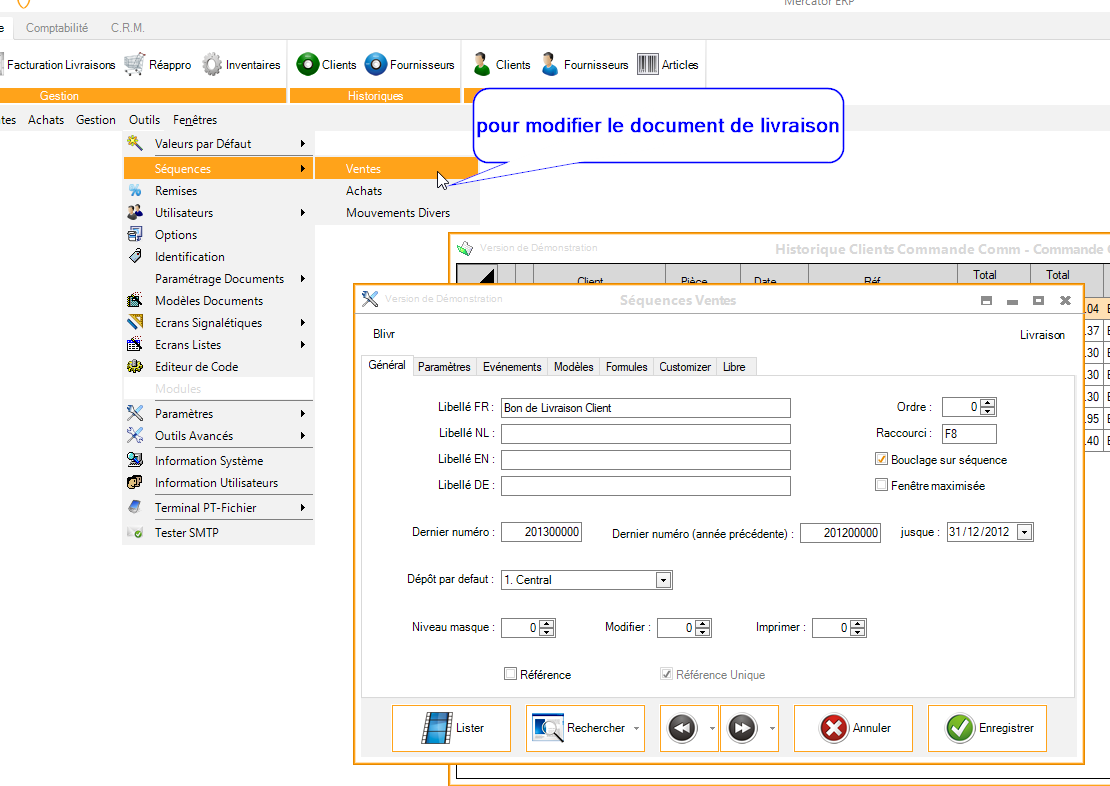 Mercator ERP
e Comptabilité C.R.M.
Facturation Livraisons Réappro Inventaires Clients Fournisseurs Clients Fournisseurs Articles
Gestion Historiques
tes Achats Gestion Outils Fenêtres
pour modifier le document de livraison
Valeurs par Défaut
Séquences
Remises
Utilisateurs
Options
Identification
Paramétrage Documents
Modèles Documents
Ecrans Signalétiques
Ecrans Listes
Editeur de Code
Modules
Paramètres
Outils Avancés
Information Système
Information Utilisateurs
Terminal PT-Fichier
Tester SMTP
Ventes
Achats
Mouvements Divers
Version de Démonstration Historique Clients Commande Comm - Commande
Client Pièce Date Réf Total Total
.04
.37
.30
.30
.30
.95
.40
Version de Démonstration Séquences Ventes
Blivr Livraison
Général Paramètres Evénements Modèles Formules Customizer Libre
Libellé FR : Bon de Livraison Client Ordre : 0
Libellé NL : Raccourci : F8
Libellé EN : Bouclage sur séquence
Libellé DE : Fenêtre maximisée
Dernier numéro : 201300000 Dernier numéro (année précédente) : 201200000 jusque : 31/12/2012
Dépôt par defaut : 1. Central
Niveau masque : 0 Modifier : 0 Imprimer : 0
Référence Référence Unique
Lister Rechercher Annuler Enregistrer